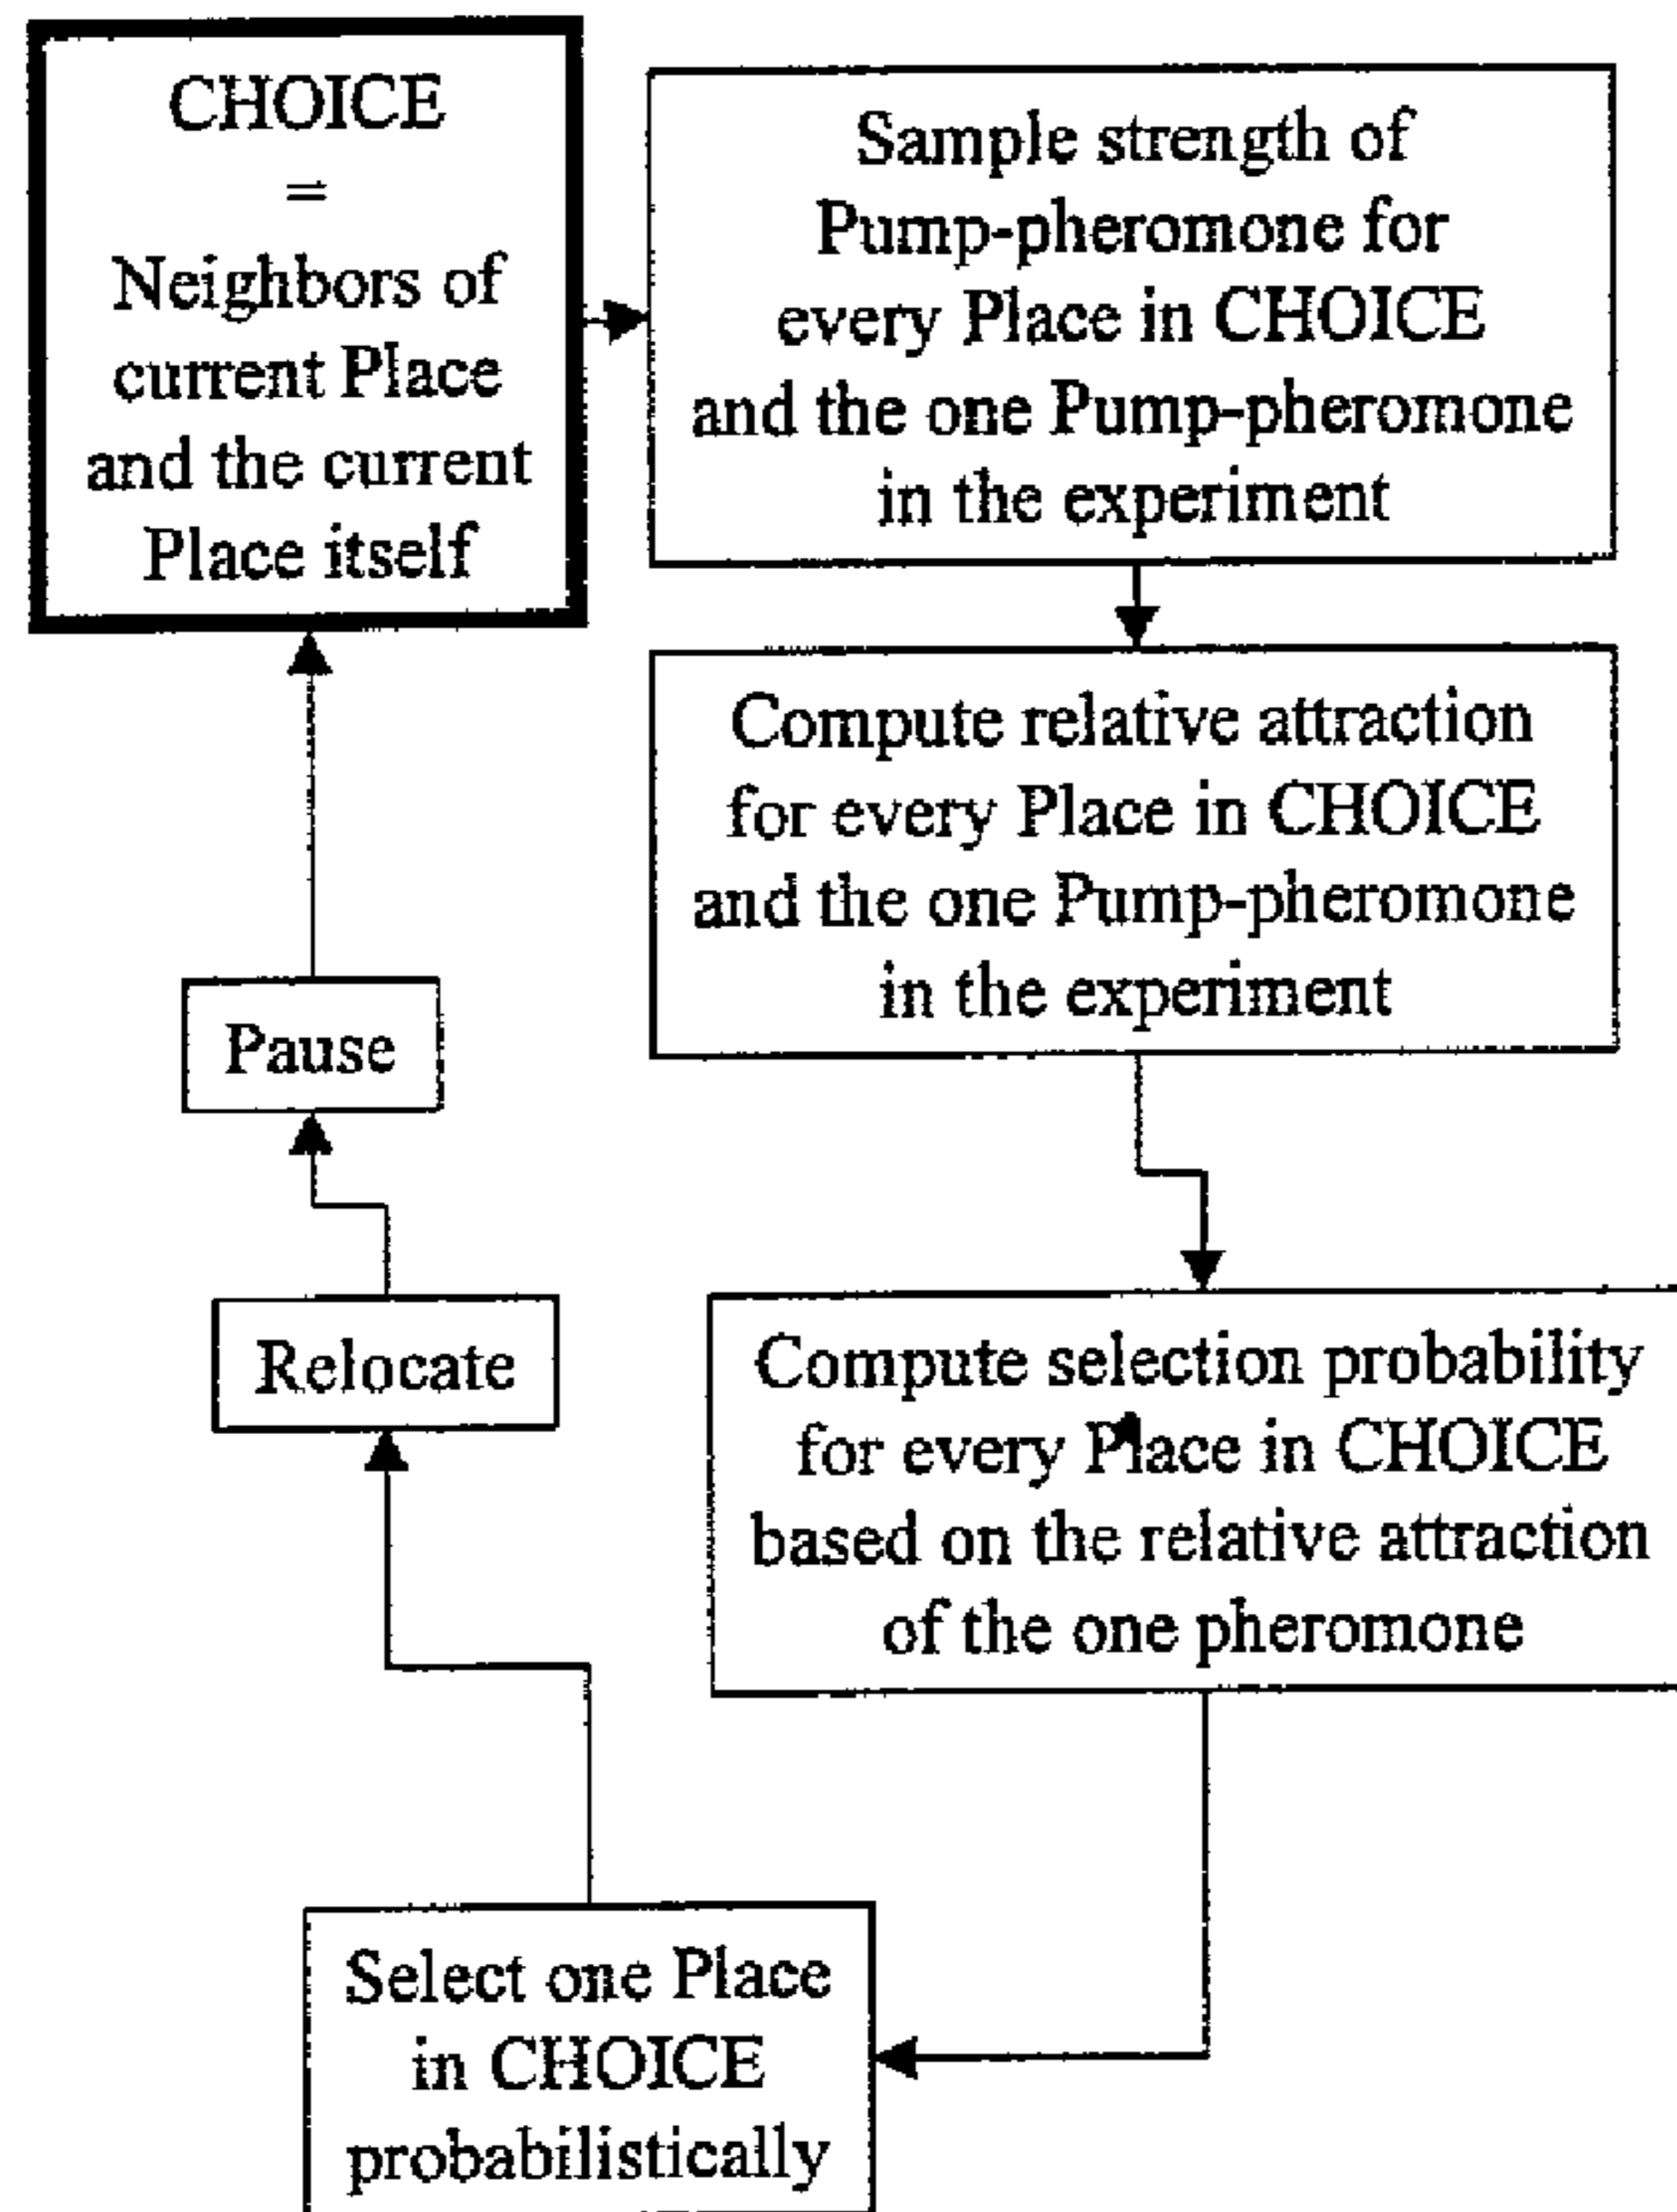 CHOICE
=
Neighbors of
current Place
and the current
Place itself
Sample strength of
Pump-pheromone for
every Place in CHOICE
and the one Pump-pheromone
in the experiment
Compute relative attraction
for every Place in CHOICE
and the one Pump-pheromone
in the experiment
Compute selection probability
for every Place in CHOICE
based on the relative attraction
of the one pheromone
Select one Place
in CHOICE
probabilistically
Relocate
Pause